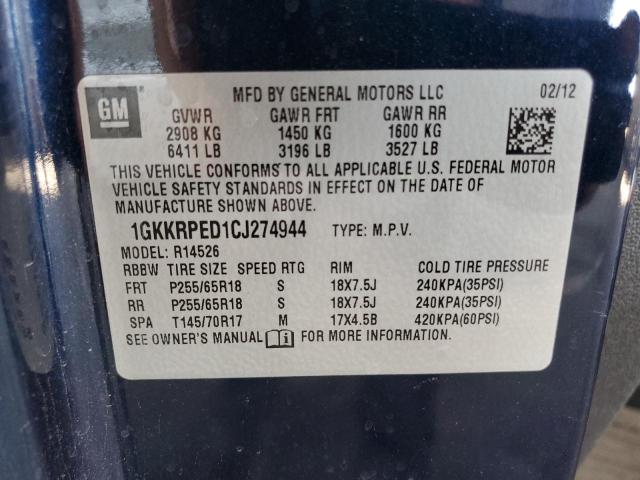 GM
MFD BY GENERAL MOTORS LLC 02/12
GVWR GAWR FRT GAWR RR
2908 KG 1450 KG 1600 KG
6411 LB 3196 LB 3527 LB
THIS VEHICLE CONFORMS TO ALL APPLICABLE U.S. FEDERAL MOTOR
VEHICLE SAFETY STANDARDS IN EFFECT ON THE DATE OF
MANUFACTURE SHOWN ABOVE.
1GKKRPED1CJ274944 TYPE: M.P.V.
MODEL: R14526
RBBW TIRE SIZE SPEED RTG RIM COLD TIRE PRESSURE
FRT P255/65R18 S 18X7.5J 240KPA(35PSI)
RR P255/65R18 S 18X7.5J 240KPA(35PSI)
SPA T145/70R17 M 17X4.5B 420KPA(60PSI)
SEE OWNER'S MANUAL i FOR MORE INFORMATION.